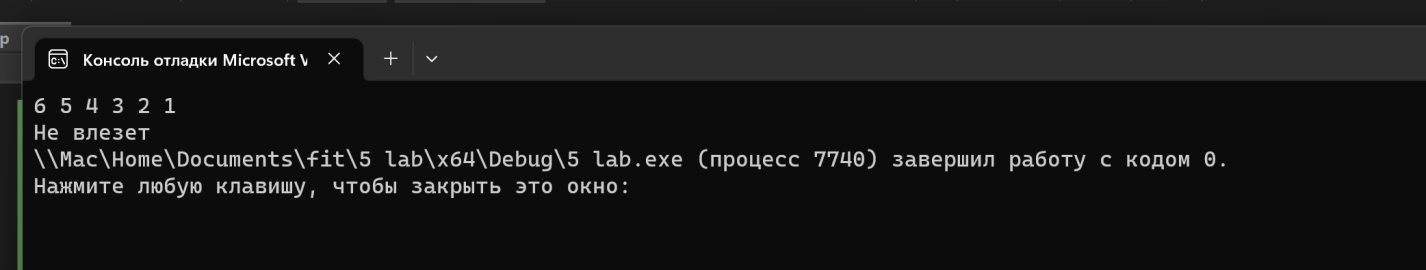 р
Консоль отладки Microsoft V
6 5 4 3 2 1
Не влезет
\\Mac\Home\Documents\fit\5 lab\x64\Debug\5 lab.exe (процесс 7740) завершил работу с кодом 0.
Нажмите любую клавишу, чтобы закрыть это окно: